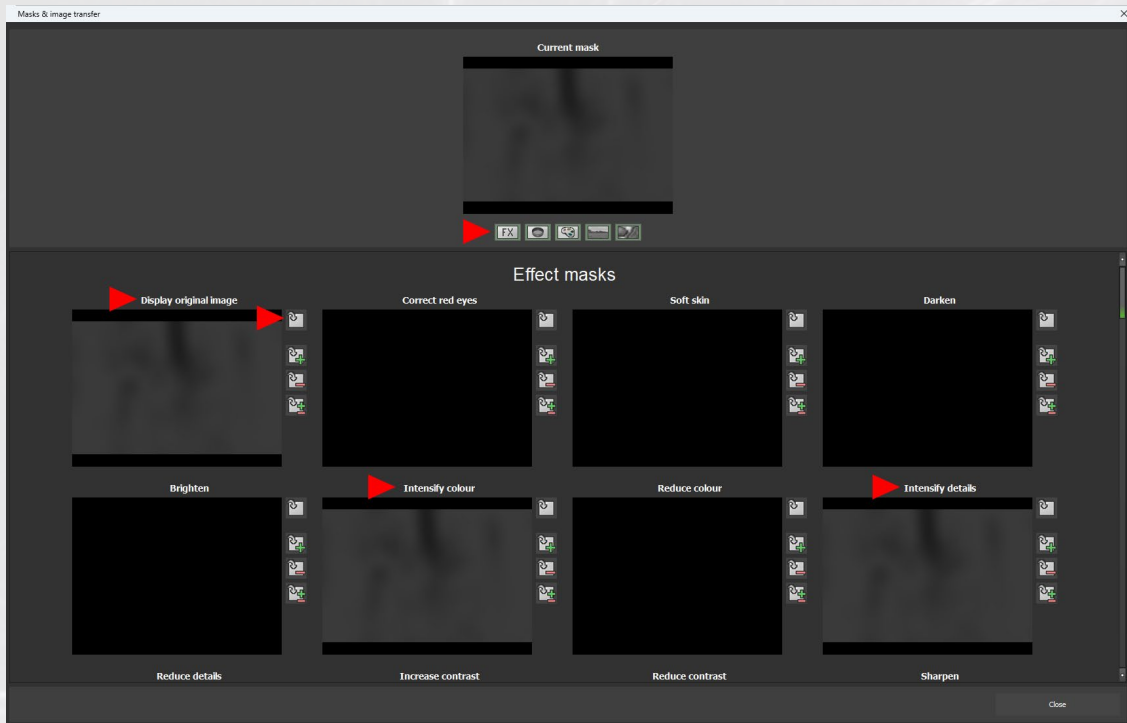 Masks & image transfer
Current mask
FX
Effect masks
Display original image
Correct red eyes
Soft skin
Darken
Brighten
Intensify colour
Reduce colour
Intensify details
Reduce details
Increase contrast
Reduce contrast
Sharpen
Close